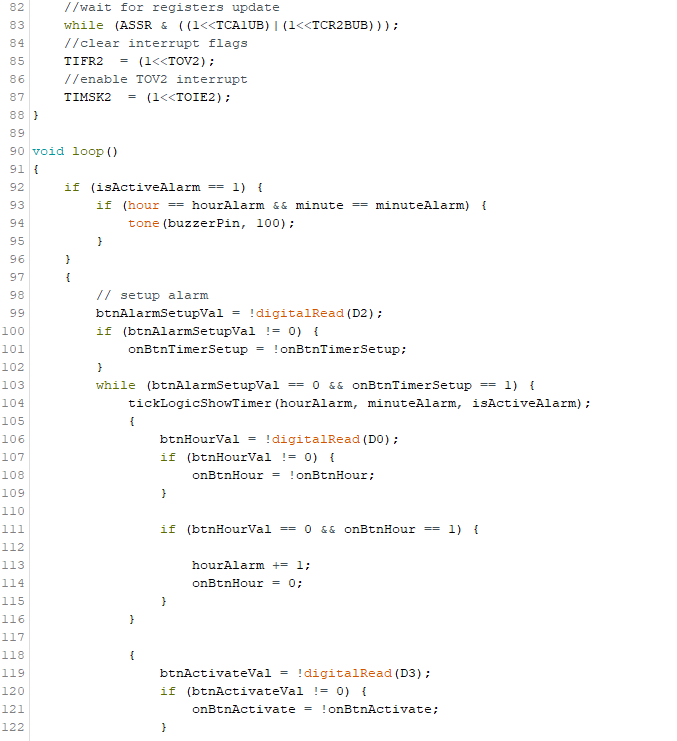 82 //wait for registers update
83 while (ASSR & ((1<<TCA1UB)|(1<<TCR2BUB)));
84 //clear interrupt flags
85 TIFR2  = (1<<TOV2);
86 //enable TOV2 interrupt
87 TIMSK2  = (1<<TOIE2);
88 }
89
90 void loop()
91 {
92 if (isActiveAlarm == 1) {
93 if (hour == hourAlarm && minute == minuteAlarm) {
94 tone(buzzerPin, 100);
95 }
96 }
97 {
98 // setup alarm
99 btnAlarmSetupVal = !digitalRead(D2);
100 if (btnAlarmSetupVal != 0) {
101 onBtnTimerSetup = !onBtnTimerSetup;
102 }
103 while (btnAlarmSetupVal == 0 && onBtnTimerSetup == 1) {
104 tickLogicShowTimer(hourAlarm, minuteAlarm, isActiveAlarm);
105 {
106 btnHourVal = !digitalRead(D0);
107 if (btnHourVal != 0) {
108 onBtnHour = !onBtnHour;
109 }
110
111 if (btnHourVal == 0 && onBtnHour == 1) {
112
113 hourAlarm += 1;
114 onBtnHour = 0;
115 }
116 }
117
118 {
119 btnActivateVal = !digitalRead(D3);
120 if (btnActivateVal != 0) {
121 onBtnActivate = !onBtnActivate;
122 }